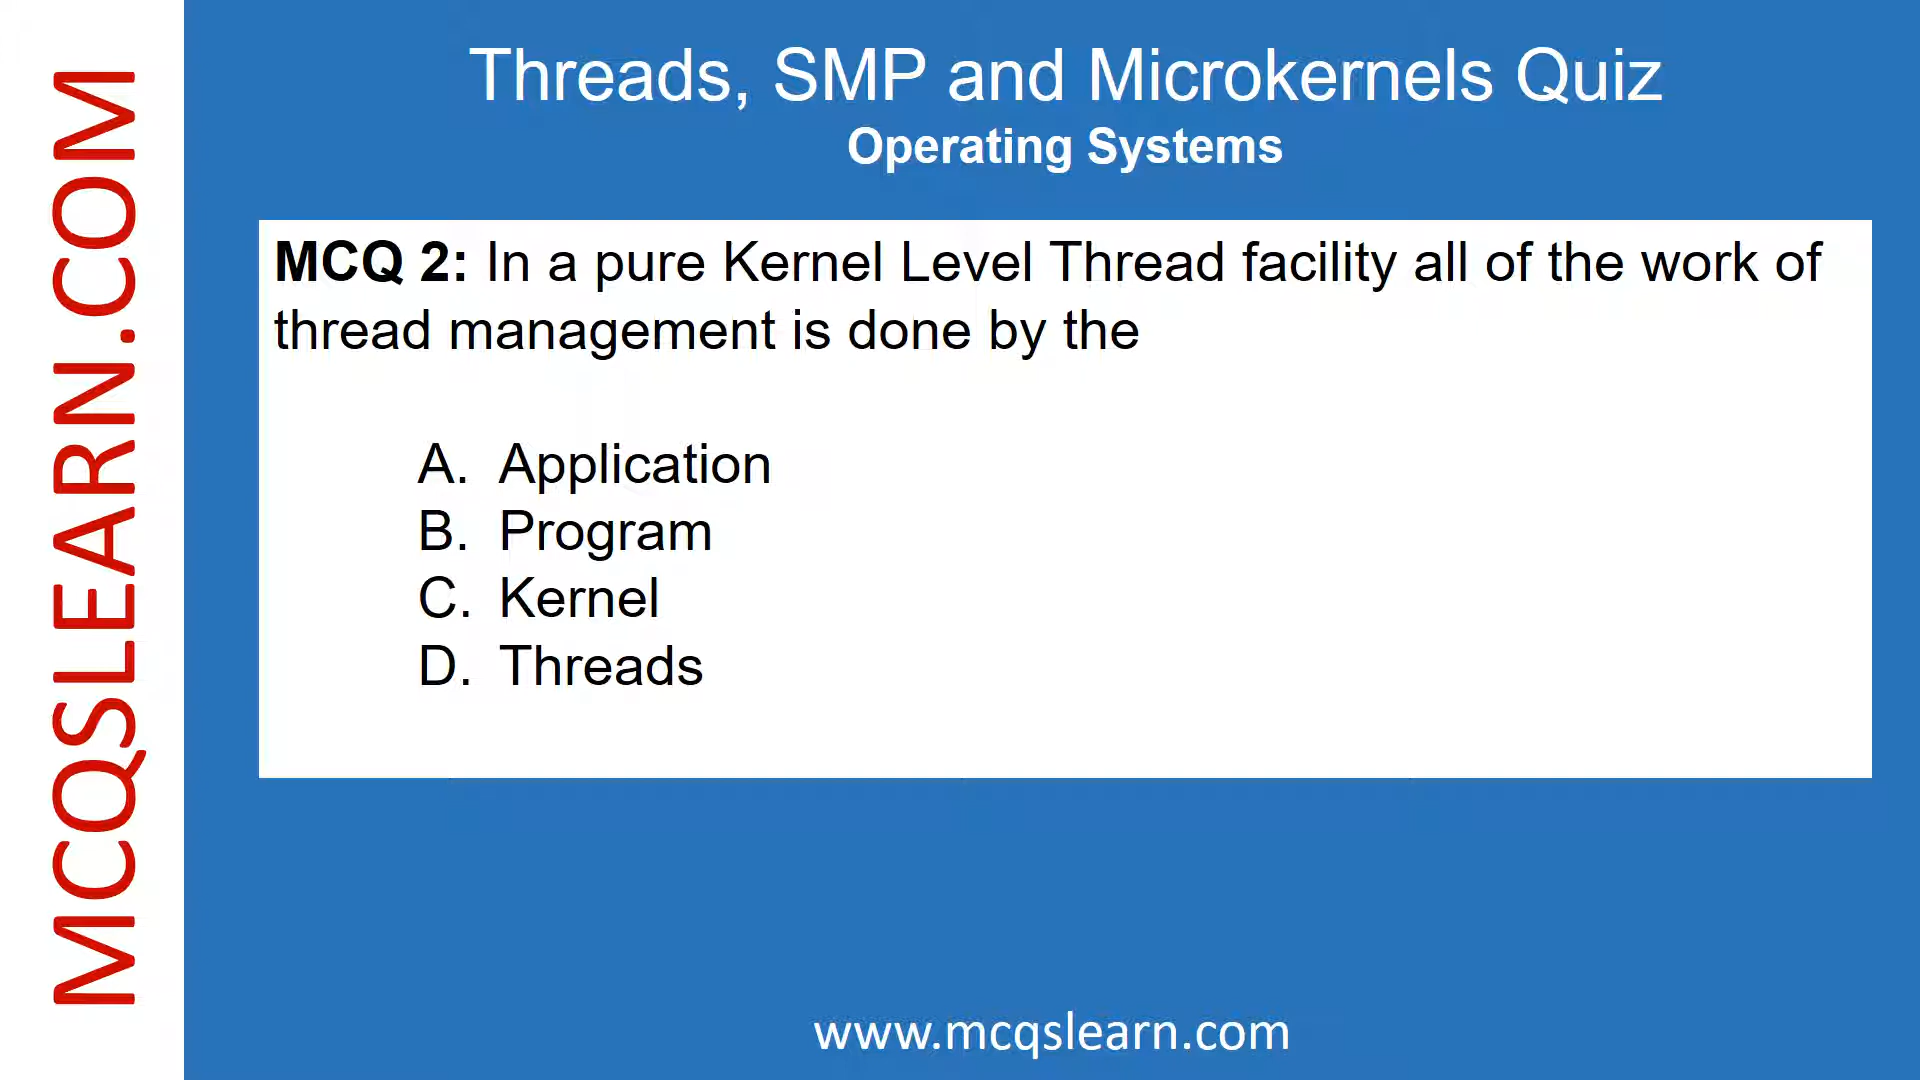 MCQSLEARN.COM
Threads, SMP and Microkernels Quiz
Operating Systems
MCQ 2: In a pure Kernel Level Thread facility all of the work of
thread management is done by the
A. Application
B. Program
C. Kernel
D. Threads
www.mcqslearn.com